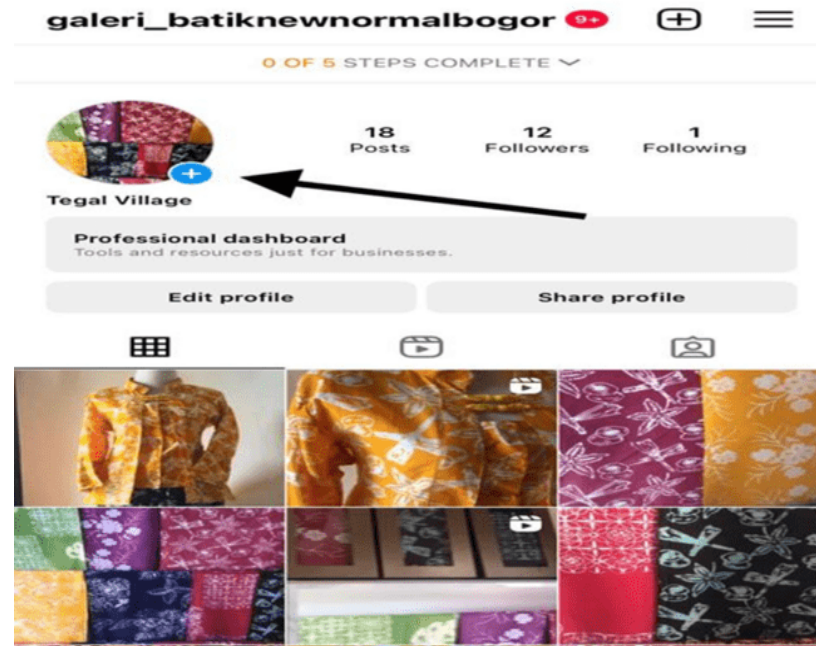 galeri_batiknewnormalbogor 9+
0 OF 5 STEPS COMPLETE
18 12 1
Posts Followers Following
Tegal Village
Professional dashboard
Tools and resources just for businesses.
Edit profile Share profile